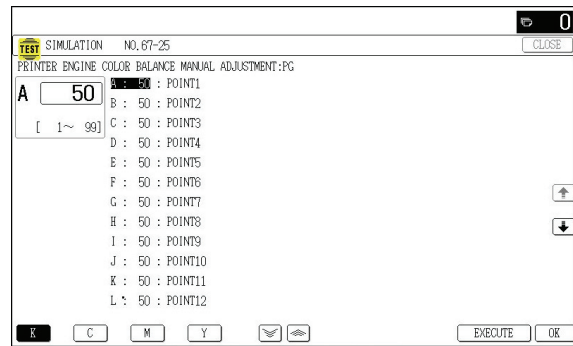 0
TEST SIMULATION NO. 67-25 CLOSE
PRINTER ENGINE COLOR BALANCE MANUAL ADJUSTMENT:PG
A 50
[ 1~ 99]
A : 50 : POINT1
B : 50 : POINT2
C : 50 : POINT3
D : 50 : POINT4
E : 50 : POINT5
F : 50 : POINT6
G : 50 : POINT7
H : 50 : POINT8
I : 50 : POINT9
J : 50 : POINT10
K : 50 : POINT11
L : 50 : POINT12
K C M Y EXECUTE OK